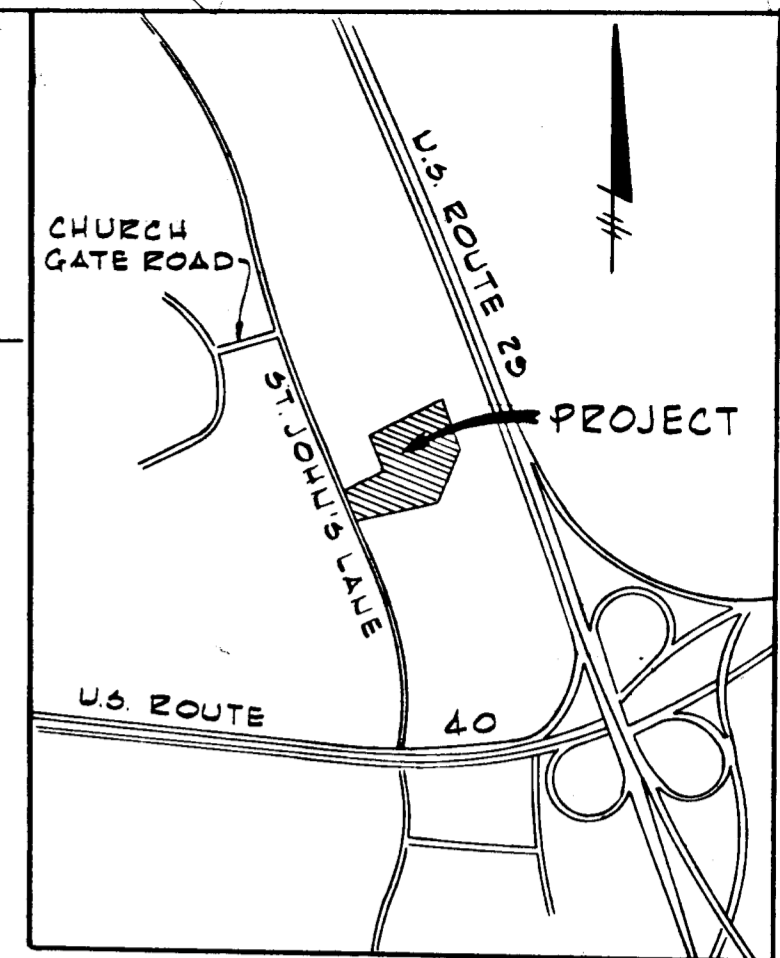 CHURCH
GATE ROAD
U.S. ROUTE 29
PROJECT
ST. JOHN'S LANE
U.S. ROUTE 40